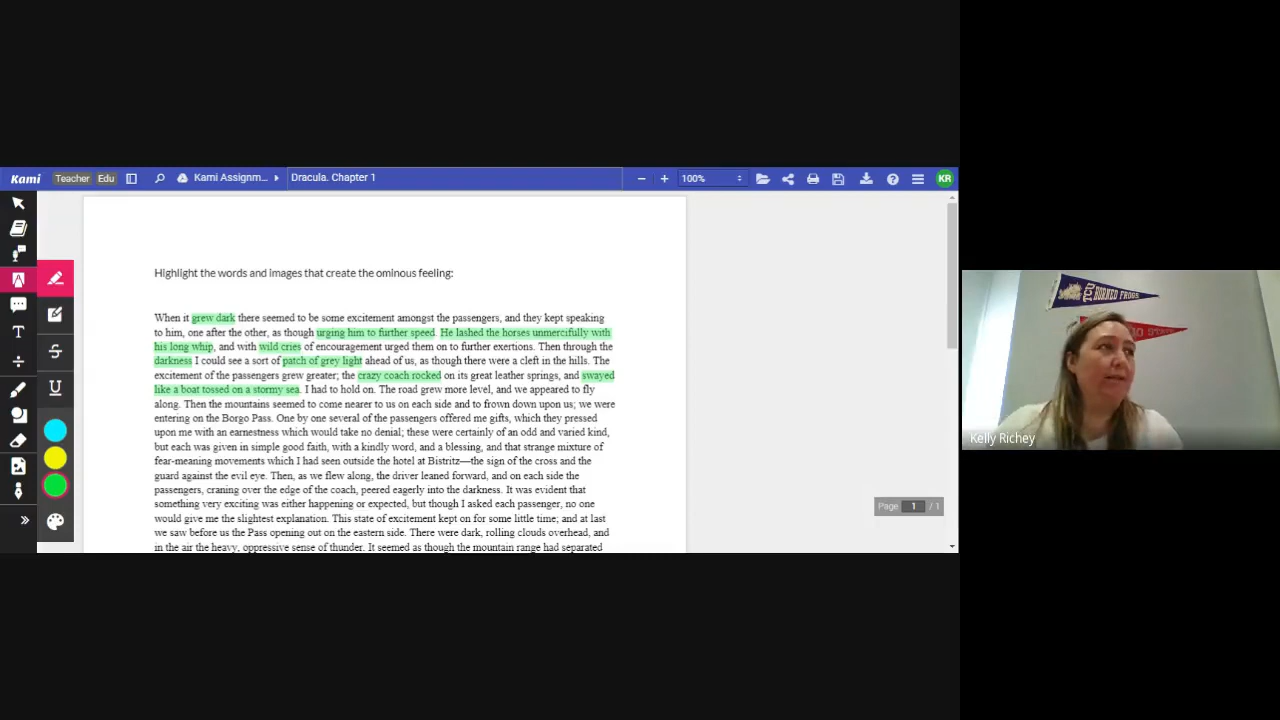 Kami Teacher Edu Kami Assignm... Dracula. Chapter 1 100% KR
Highlight the words and images that create the ominous feeling:
When it grew dark there seemed to be some excitement amongst the passengers, and they kept speaking
to him, one after the other, as though urging him to further speed. He lashed the horses unmercifully with
his long whip, and with wild cries of encouragement urged them on to further exertions. Then through the
darkness I could see a sort of patch of grey light ahead of us, as though there were a cleft in the hills. The
excitement of the passengers grew greater; the crazy coach rocked on its great leather springs, and swayed
like a boat tossed on a stormy sea. I had to hold on. The road grew more level, and we appeared to fly
along. Then the mountains seemed to come nearer to us on each side and to frown down upon us; we were
entering on the Borgo Pass. One by one several of the passengers offered me gifts, which they pressed
upon me with an earnestness which would take no denial; these were certainly of an odd and varied kind,
but each was given in simple good faith, with a kindly word, and a blessing, and that strange mixture of
fear-meaning movements which I had seen outside the hotel at Bistritz—the sign of the cross and the
guard against the evil eye. Then, as we flew along, the driver leaned forward, and on each side the
passengers, craning over the edge of the coach, peered eagerly into the darkness. It was evident that
something very exciting was either happening or expected, but though I asked each passenger, no one
would give me the slightest explanation. This state of excitement kept on for some little time; and at last
we saw before us the Pass opening out on the eastern side. There were dark, rolling clouds overhead, and
in the air the heavy, oppressive sense of thunder. It seemed as though the mountain range had separated
Page 1 / 1
TCU HORNED FROGS
STATE
Kelly Richey